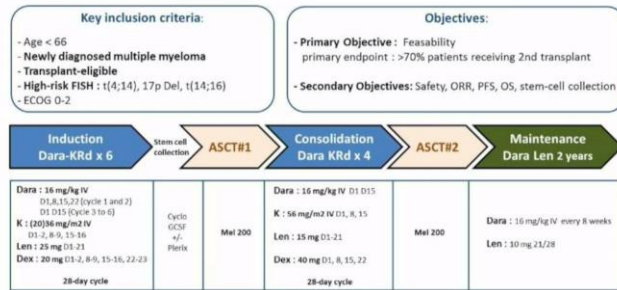 Key inclusion criteria:
- Age < 66
- Newly diagnosed multiple myeloma
- Transplant-eligible
- High-risk FISH : t(4;14), 17p Del, t(14;16)
- ECOG 0-2
Objectives:
- Primary Objective : Feasability
primary endpoint : >70% patients receiving 2nd transplant
- Secondary Objectives: Safety, ORR, PFS, OS, stem-cell collection
Induction
Dara-KRd x 6
Stem cell
collection
ASCT#1
Consolidation
Dara KRd x 4
ASCT#2
Maintenance
Dara Len 2 years
Dara : 16 mg/kg IV
D1,8,15,22 (cycle 1 and 2)
D1 D15 (Cycle 3 to 6)
K : (20)36 mg/m2 IV
D1-2, 8-9, 15-16
Len : 25 mg D1-21
Dex : 20 mg D1-2, 8-9, 15-16, 22-23
28-day cycle
Cyclo
GCSF
+/-
Plerix
Mel 200
Dara : 16 mg/kg IV D1 D15
K : 56 mg/m2 IV D1, 8, 15
Len : 15 mg D1-21
Dex : 40 mg D1, 8, 15, 22
28-day cycle
Mel 200
Dara : 16 mg/kg IV every 8 weeks
Len : 10 mg 21/28